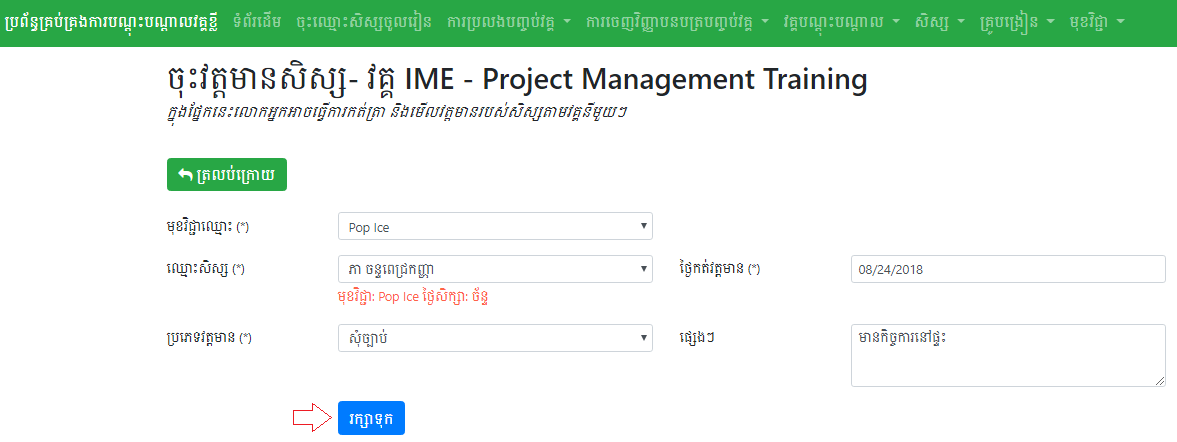 ប្រព័ន្ធគ្រប់គ្រងការបណ្តុះបណ្តាលវគ្គខ្លី ទំព័រដើម ចុះឈ្មោះសិស្សចូលរៀន ការប្រលងបញ្ចប់វគ្គ ការចេញវិញ្ញាបនបត្របញ្ចប់វគ្គ វគ្គបណ្តុះបណ្តាល សិស្ស គ្រូបង្រៀន មុខវិជ្ជា
ចុះវត្តមានសិស្ស- វគ្គ IME - Project Management Training
ក្នុងផ្នែកនេះលោកអ្នកអាចធ្វើការកត់ត្រា និងមើលវត្តមានរបស់សិស្សតាមវគ្គនីមួយៗ
ត្រលប់ក្រោយ
មុខវិជ្ជាឈ្មោះ (*) Pop Ice
ឈ្មោះសិស្ស (*) ភា ចន្ទពេជ្រកញ្ញា ថ្ងៃកត់វត្តមាន (*) 08/24/2018
មុខវិជ្ជា: Pop Ice ថ្ងៃសិក្សា: ច័ន្ទ
ប្រភេទវត្តមាន (*) សុំច្បាប់ ផ្សេងៗ មានកិច្ចការនៅផ្ទះ
រក្សាទុក